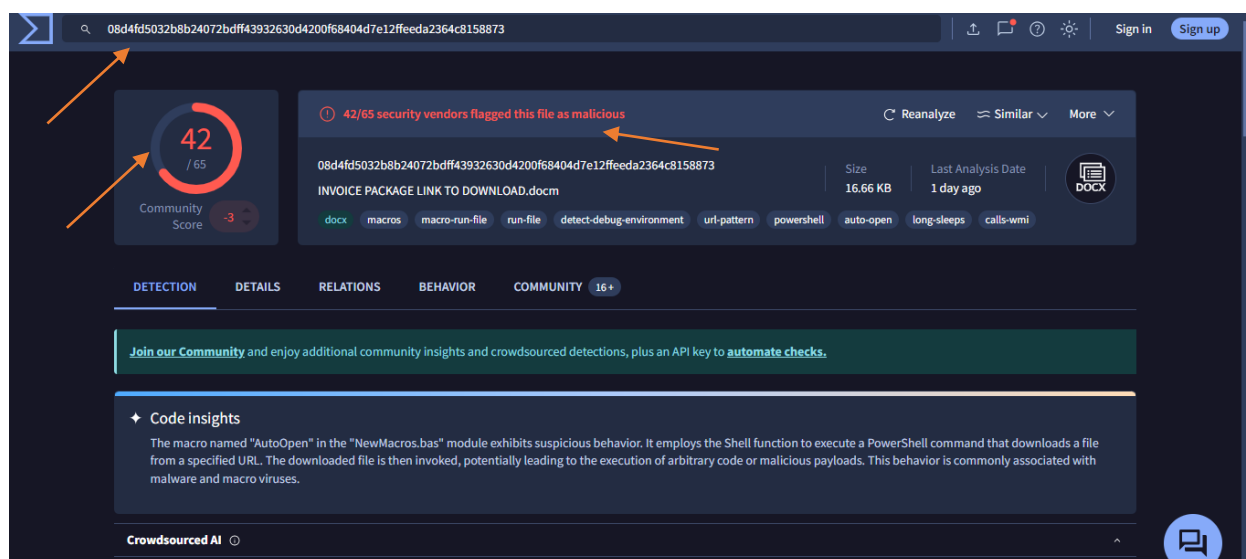 08d4fd5032b8b24072bdff43932630d4200f68404d7e12ffeeda2364c8158873
Sign in
Sign up
42
/ 65
Community
Score
-3
42/65 security vendors flagged this file as malicious
Reanalyze
Similar
More
08d4fd5032b8b24072bdff43932630d4200f68404d7e12ffeeda2364c8158873
INVOICE PACKAGE LINK TO DOWNLOAD.docm
Size
16.66 KB
Last Analysis Date
1 day ago
DOCX
docx macros macro-run-file run-file detect-debug-environment url-pattern powershell auto-open long-sleeps calls-wmi
DETECTION DETAILS RELATIONS BEHAVIOR COMMUNITY 16+
Join our Community and enjoy additional community insights and crowdsourced detections, plus an API key to automate checks.
Code insights
The macro named "AutoOpen" in the "NewMacros.bas" module exhibits suspicious behavior. It employs the Shell function to execute a PowerShell command that downloads a file
from a specified URL. The downloaded file is then invoked, potentially leading to the execution of arbitrary code or malicious payloads. This behavior is commonly associated with
malware and macro viruses.
Crowdsourced AI